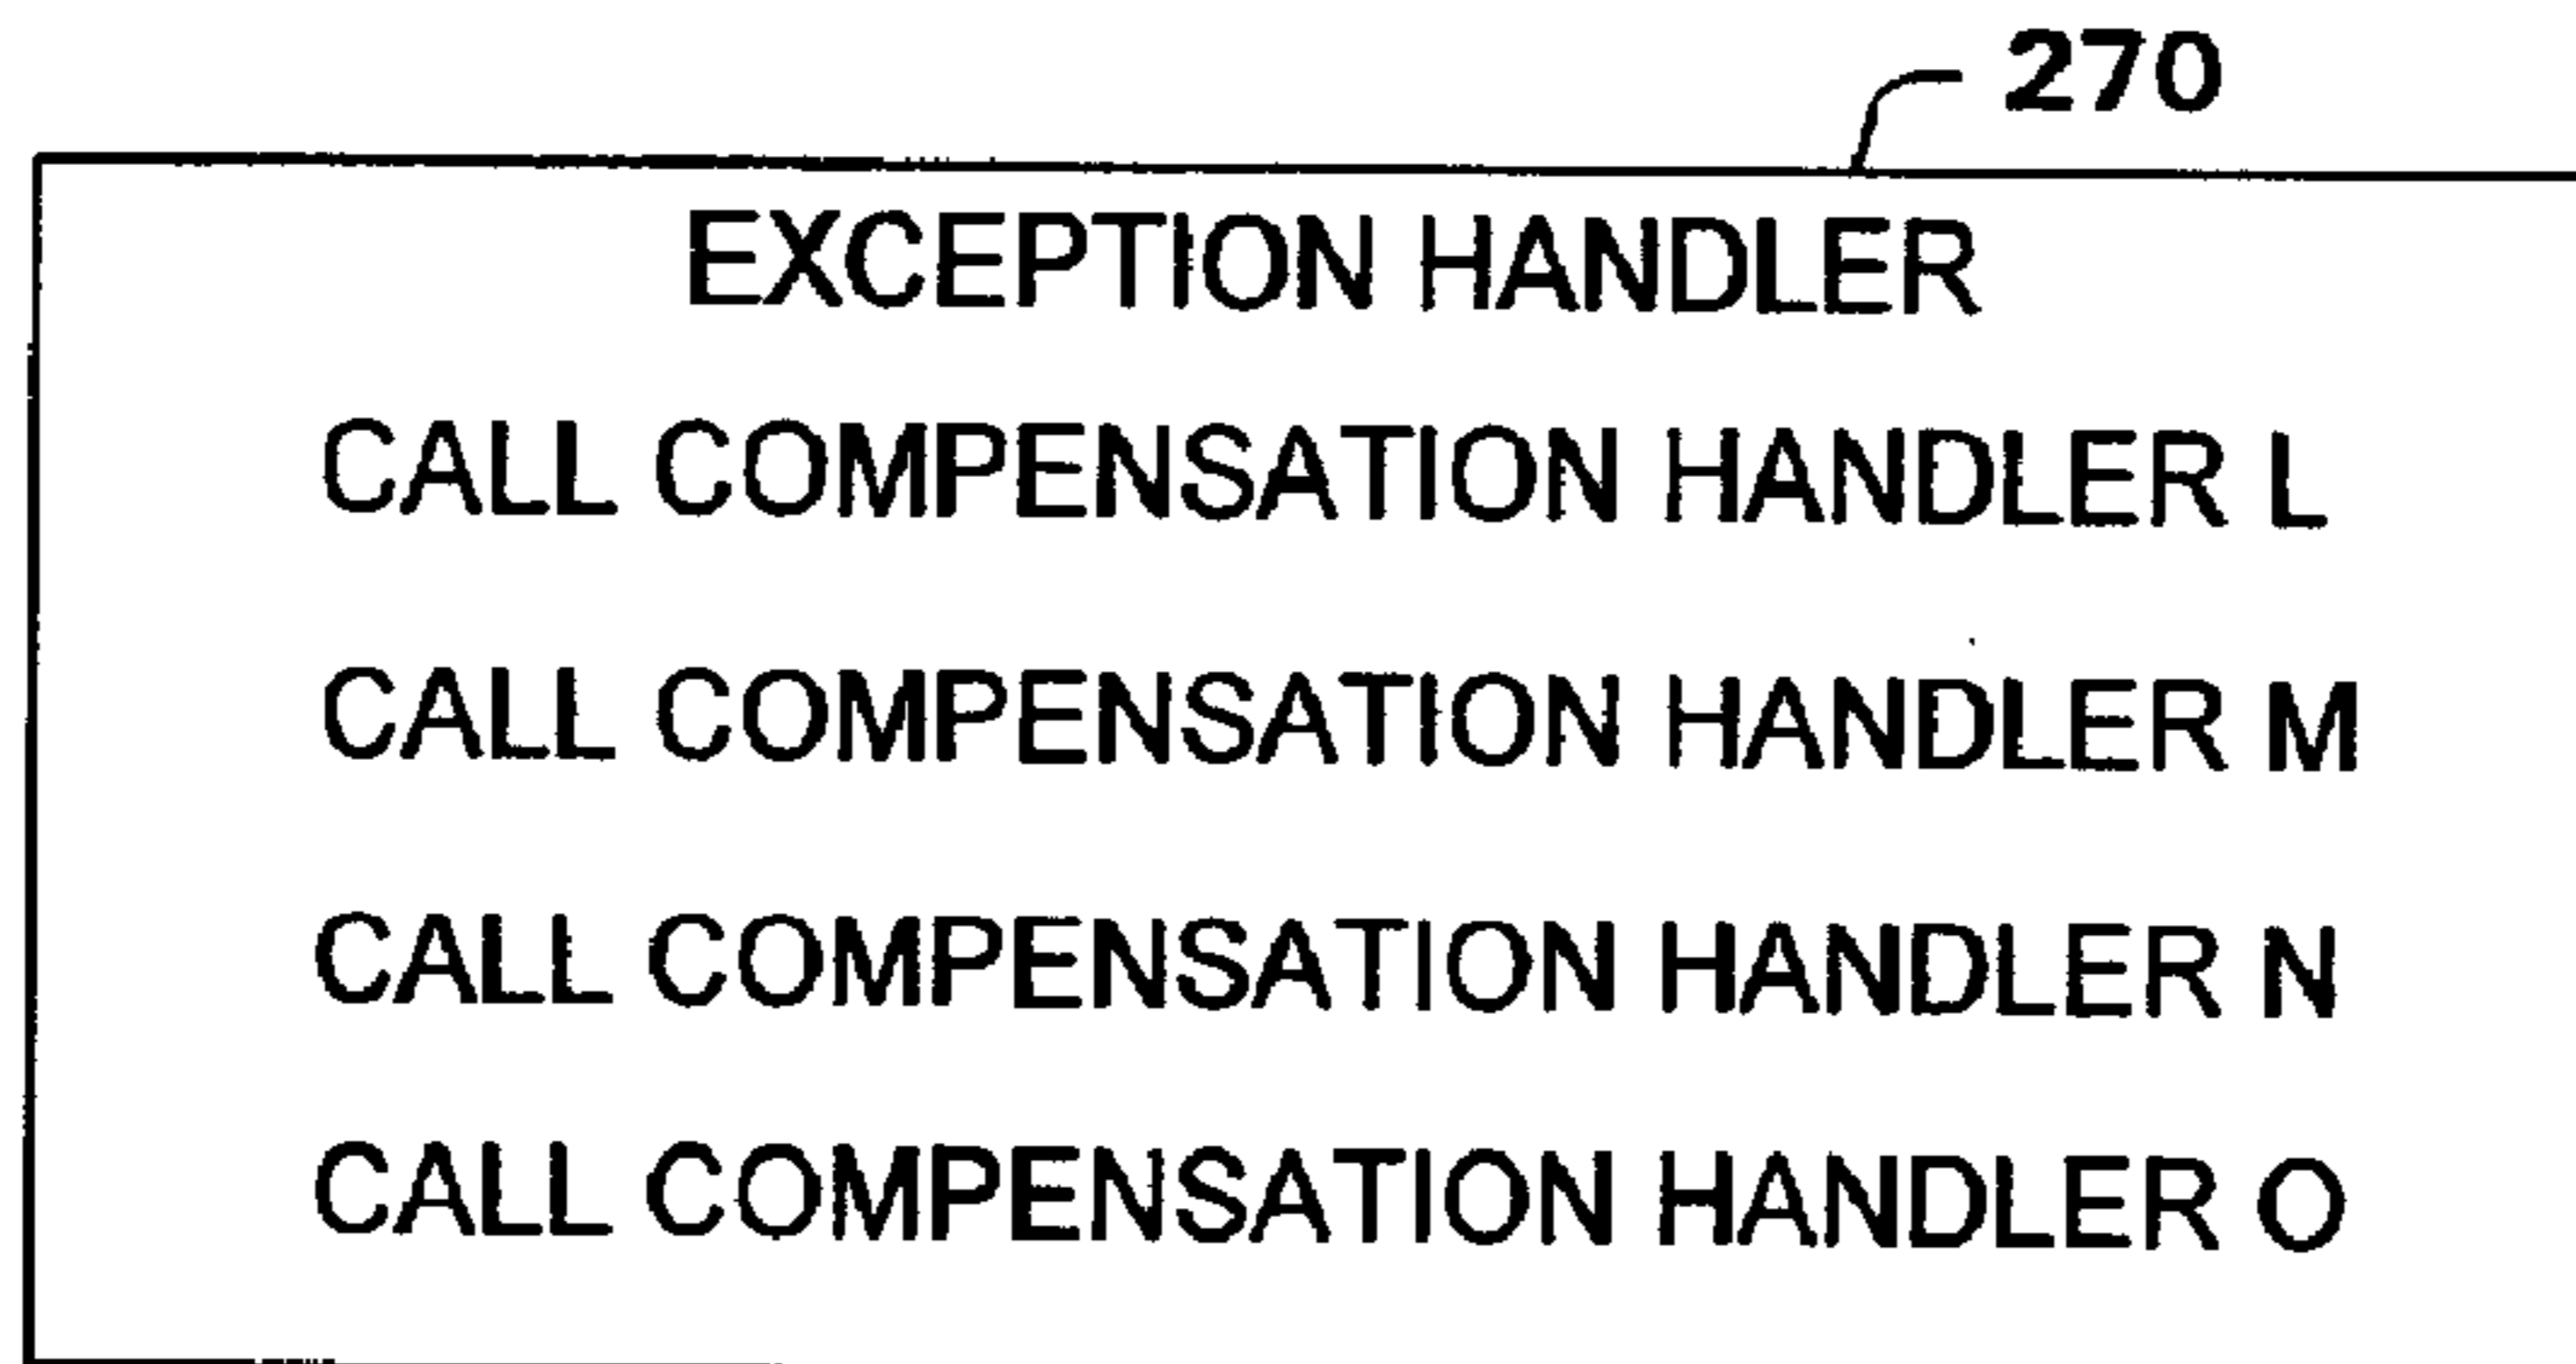 270
EXCEPTION HANDLER
CALL COMPENSATION HANDLER L
CALL COMPENSATION HANDLER M
CALL COMPENSATION HANDLER N
CALL COMPENSATION HANDLER O